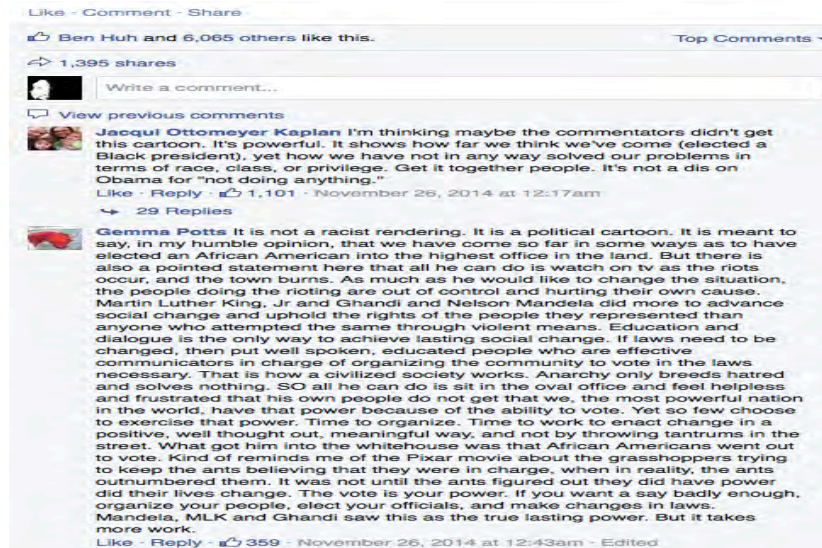 Like · Comment · Share
Ben Huh and 6,065 others like this.
Top Comments
1,395 shares
Write a comment...
View previous comments
Jacqui Ottomeyer Kaplan I'm thinking maybe the commentators didn't get
this cartoon. It's powerful. It shows how far we think we've come (elected a
Black president), yet how we have not in any way solved our problems in
terms of race, class, or privilege. Get it together people. It's not a dis on
Obama for "not doing anything."
Like · Reply · 1,101 · November 26, 2014 at 12:17am
29 Replies
Gemma Potts It is not a racist rendering. It is a political cartoon. It is meant to
say, in my humble opinion, that we have come so far in some ways as to have
elected an African American into the highest office in the land. But there is
also a pointed statement here that all he can do is watch on tv as the riots
occur, and the town burns. As much as he would like to change the situation,
the people doing the rioting are out of control and hurting their own cause.
Martin Luther King, Jr and Ghandi and Nelson Mandela did more to advance
social change and uphold the rights of the people they represented than
anyone who attempted the same through violent means. Education and
dialogue is the only way to achieve lasting social change. If laws need to be
changed, then put well spoken, educated people who are effective
communicators in charge of organizing the community to vote in the laws
necessary. That is how a civilized society works. Anarchy only breeds hatred
and solves nothing. SO all he can do is sit in the oval office and feel helpless
and frustrated that his own people do not get that we, the most powerful nation
in the world, have that power because of the ability to vote. Yet so few choose
to exercise that power. Time to organize. Time to work to enact change in a
positive, well thought out, meaningful way, and not by throwing tantrums in the
street. What got him into the whitehouse was that African Americans went out
to vote. Kind of reminds me of the Pixar movie about the grasshoppers trying
to keep the ants believing that they were in charge, when in reality, the ants
outnumbered them. It was not until the ants figured out they did have power
did their lives change. The vote is your power. If you want a say badly enough,
organize your people, elect your officials, and make changes in laws.
Mandela, MLK and Ghandi saw this as the true lasting power. But it takes
more work.
Like · Reply · 359 · November 26, 2014 at 12:43am · Edited